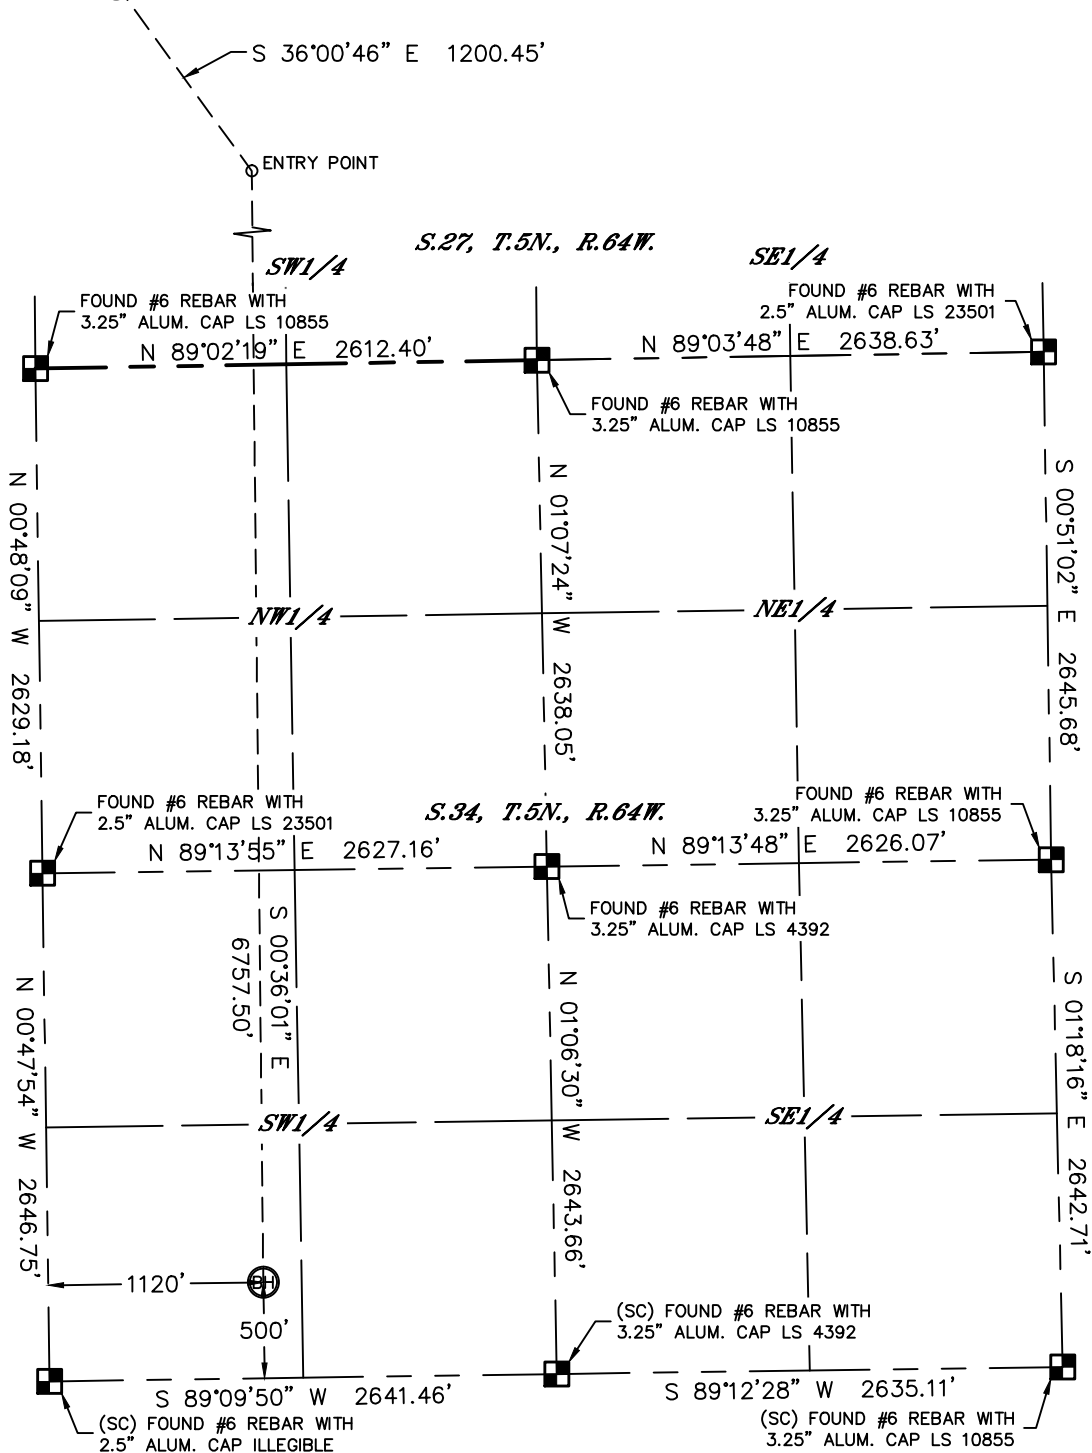 S 36°00'46" E 1200.45'
ENTRY POINT
S.27, T.5N., R.64W.
SW1/4
SE1/4
FOUND #6 REBAR WITH
3.25" ALUM. CAP LS 10855
FOUND #6 REBAR WITH
2.5" ALUM. CAP LS 23501
N 89°02'19" E 2612.40'
N 89°03'48" E 2638.63'
FOUND #6 REBAR WITH
3.25" ALUM. CAP LS 10855
N 00°48'09" W 2629.18'
N 01°07'24" W 2638.05'
S 00°51'02" E 2645.68'
NW1/4
NE1/4
FOUND #6 REBAR WITH
2.5" ALUM. CAP LS 23501
S.34, T.5N., R.64W.
FOUND #6 REBAR WITH
3.25" ALUM. CAP LS 10855
N 89°13'55" E 2627.16'
N 89°13'48" E 2626.07'
FOUND #6 REBAR WITH
3.25" ALUM. CAP LS 4392
S 00°36'01" E
6757.50'
N 00°47'54" W 2646.75'
N 01°06'30" W 2643.66'
S 01°18'16" E 2642.71'
SW1/4
SE1/4
BH
1120'
500'
(SC) FOUND #6 REBAR WITH
3.25" ALUM. CAP LS 4392
S 89°09'50" W 2641.46'
S 89°12'28" W 2635.11'
(SC) FOUND #6 REBAR WITH
2.5" ALUM. CAP ILLEGIBLE
(SC) FOUND #6 REBAR WITH
3.25" ALUM. CAP LS 10855